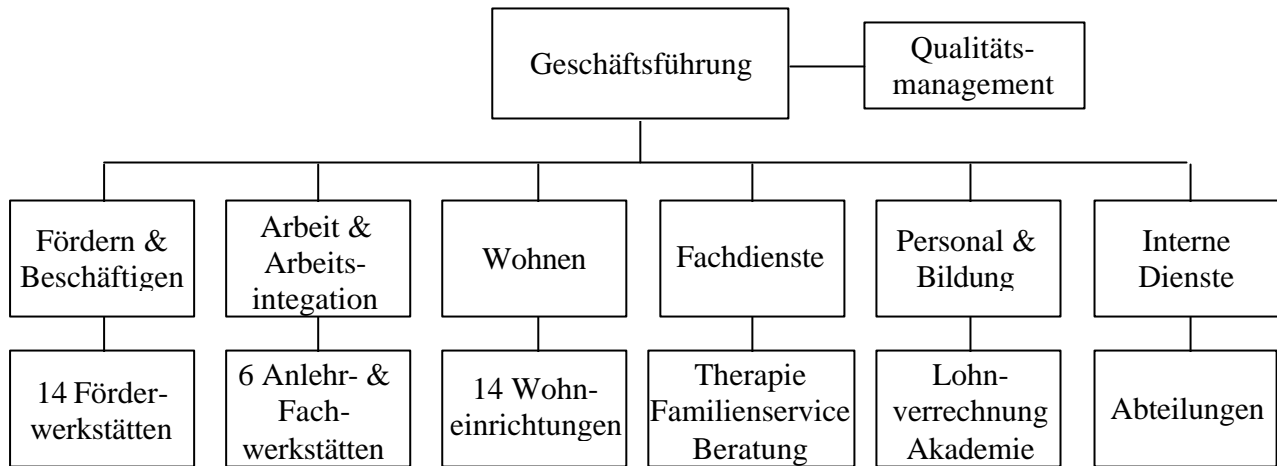 Geschäftsführung
Qualitäts-
management
Fördern &
Beschäftigen
Arbeit &
Arbeits-
integation
Wohnen
Fachdienste
Personal &
Bildung
Interne
Dienste
14 Förder-
werkstätten
6 Anlehr- &
Fach-
werkstätten
14 Wohn-
einrichtungen
Therapie
Familienservice
Beratung
Lohn-
verrechnung
Akademie
Abteilungen